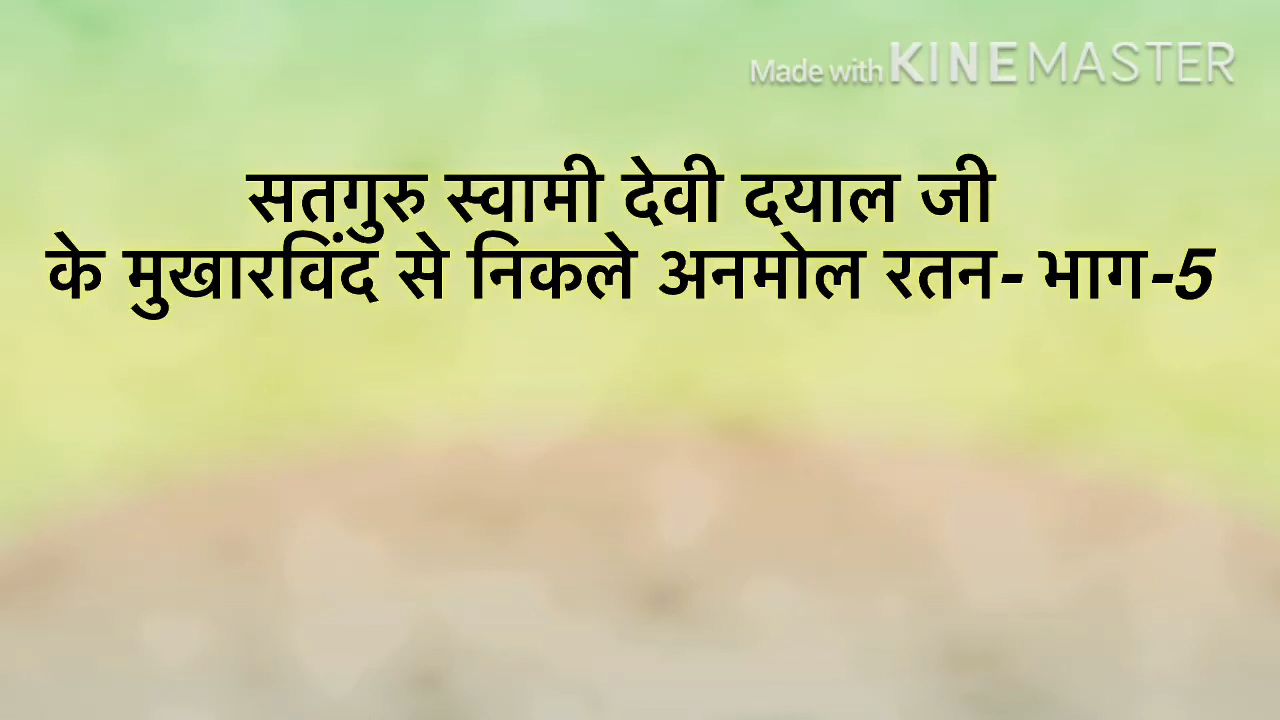 Made with KINEMASTER
सतगुरु स्वामी देवी दयाल जी
के मुखारविंद से निकले अनमोल रतन- भाग-5